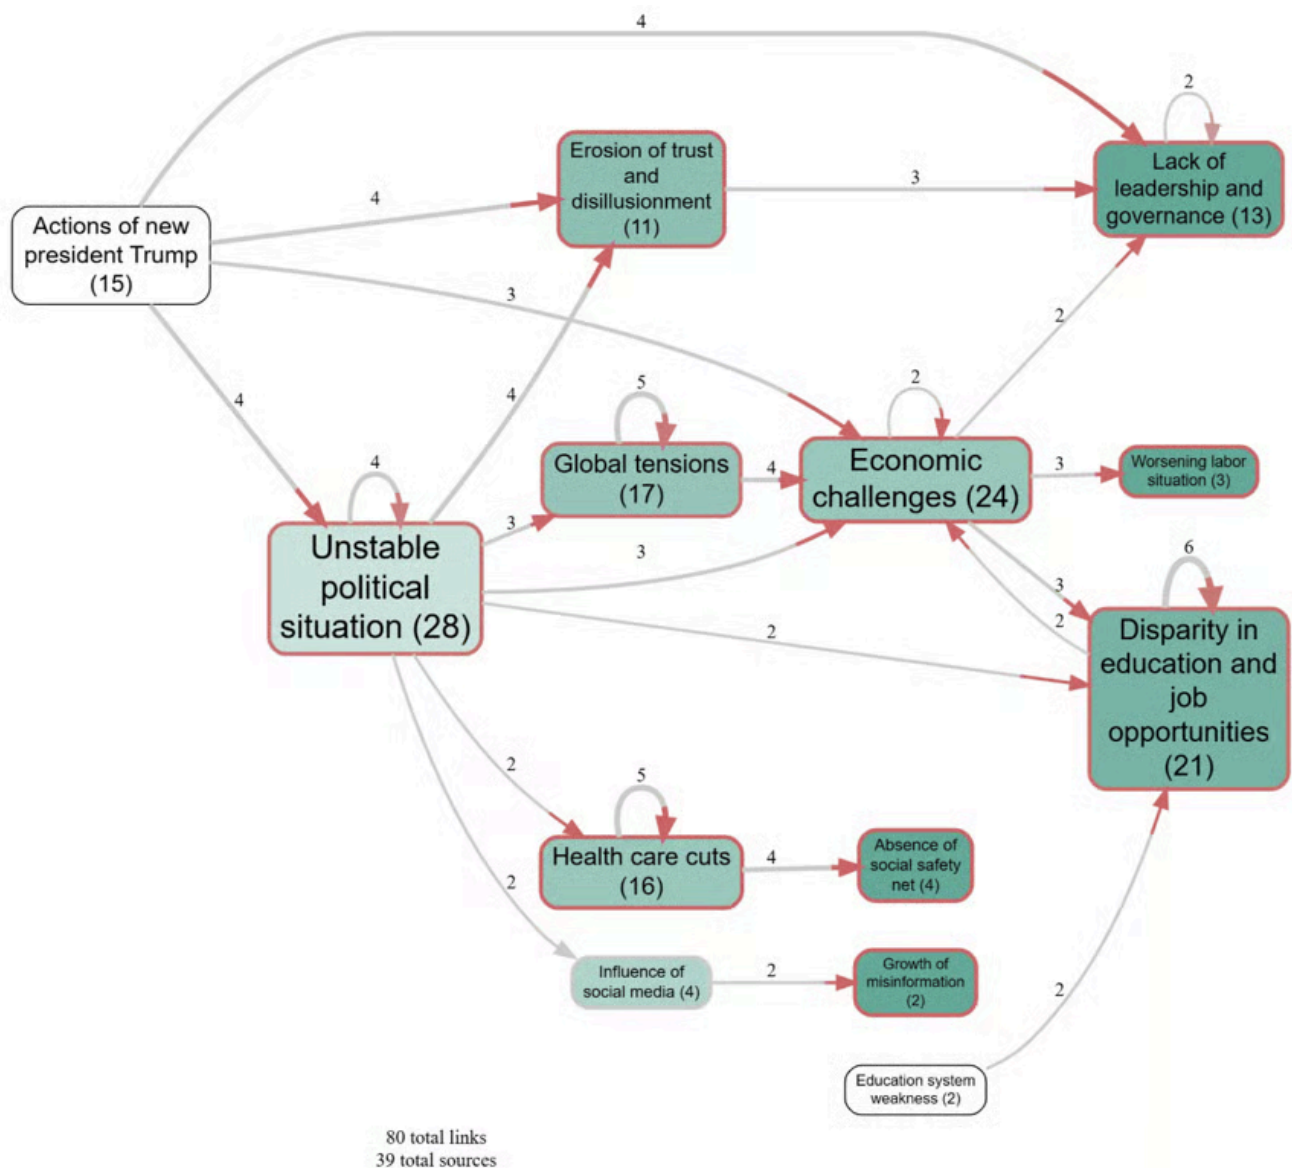 4
2
Erosion of trust
and
disillusionment
(11)
Lack of
leadership and
governance (13)
4
3
Actions of new
president Trump
(15)
3
2
4
4
5
2
Global tensions
(17)
4
Economic
challenges (24)
3
Worsening labor
situation (3)
4
3
3
6
Unstable
political
situation (28)
3
2
2
Disparity in
education and
job
opportunities
(21)
2
5
Health care cuts
(16)
4
Absence of
social safety
net (4)
2
Influence of
social media (4)
2
Growth of
misinformation
(2)
2
Education system
weakness (2)
80 total links
39 total sources